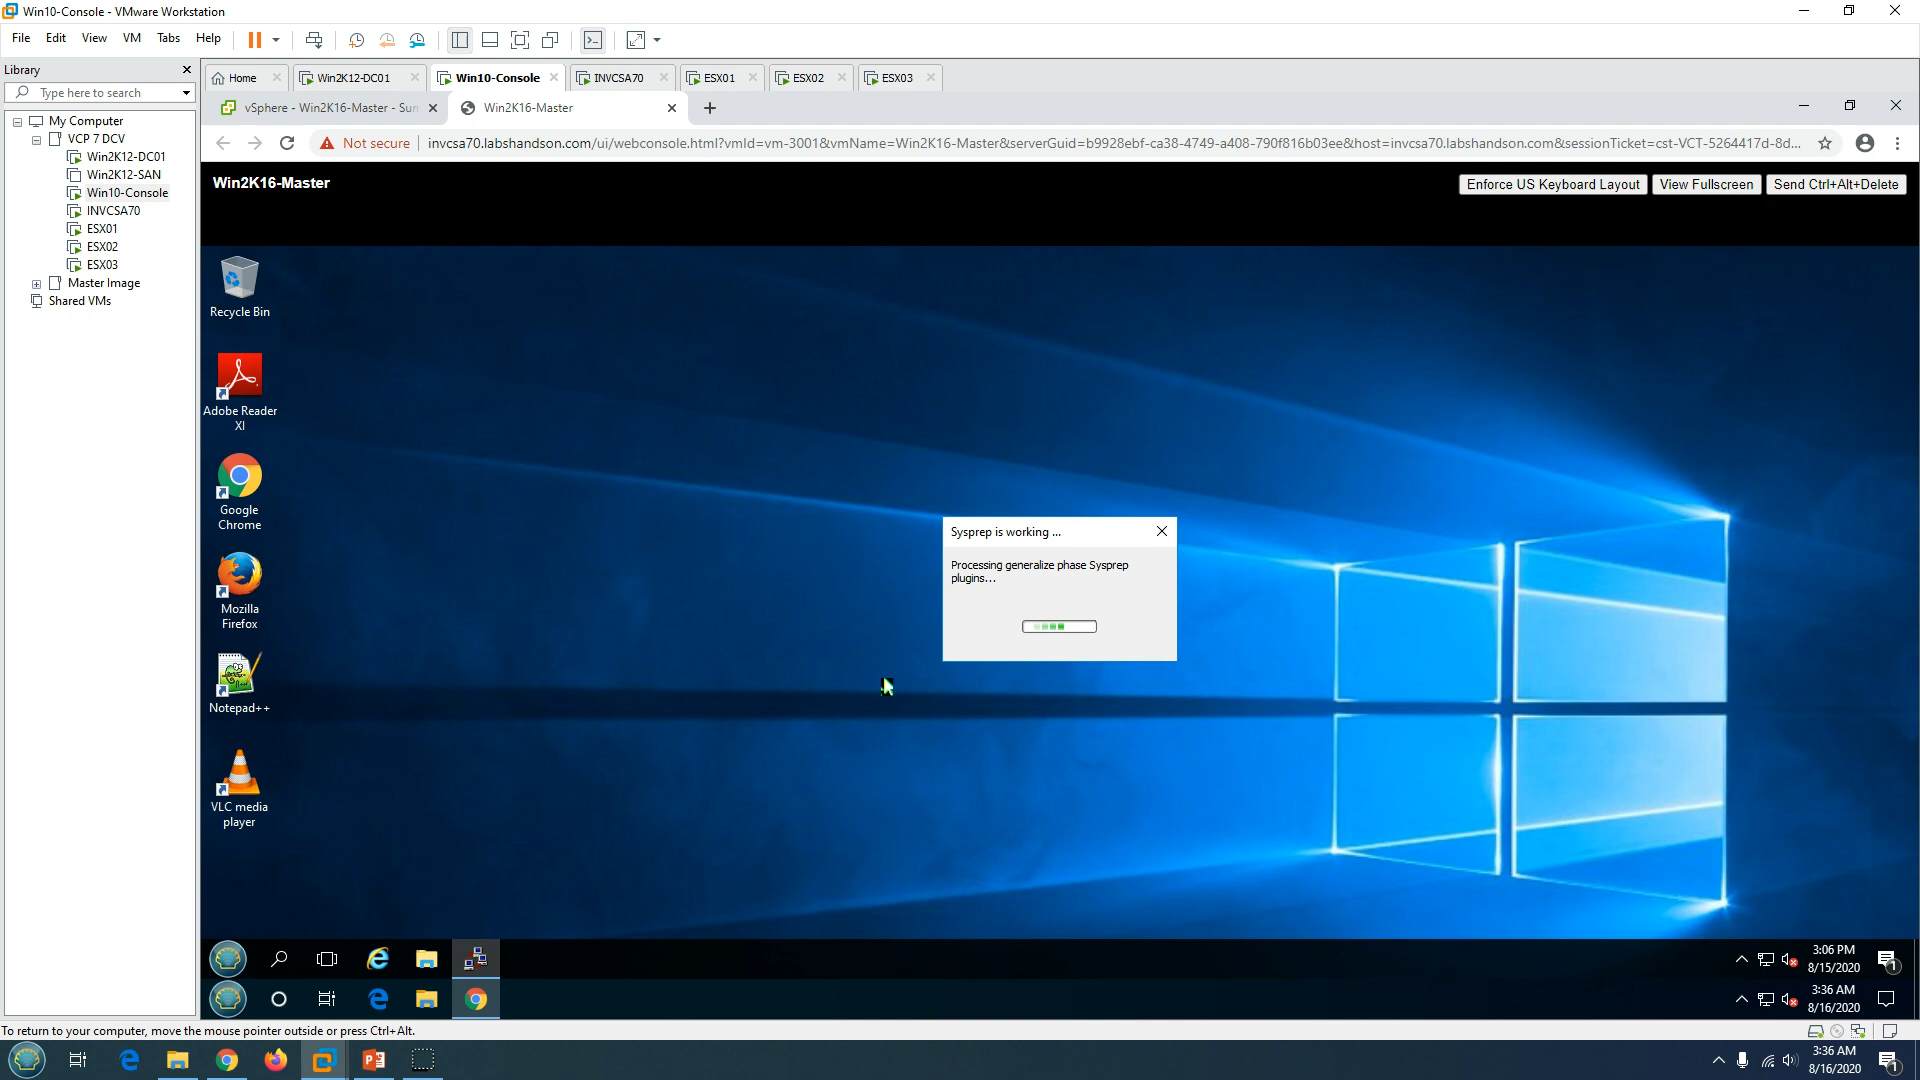 Win10-Console - VMware Workstation
File Edit View VM Tabs Help
Library
Type here to search
My Computer
VCP 7 DCV
Win2K12-DC01
Win2K12-SAN
Win10-Console
INVCSA70
ESX01
ESX02
ESX03
Master Image
Shared VMs
Home
Win2K12-DC01
Win10-Console
INVCSA70
ESX01
ESX02
ESX03
vSphere - Win2K16-Master - Sum
Win2K16-Master
Not secure
invcsa70.labshandson.com/ui/webconsole.html?vmId=vm-3001&vmName=Win2K16-Master&serverGuid=b9928ebf-ca38-4749-a408-790f816b03ee&host=invcsa70.labshandson.com&sessionTicket=cst-VCT-5264417d-8d...
Win2K16-Master
Enforce US Keyboard Layout
View Fullscreen
Send Ctrl+Alt+Delete
Recycle Bin
Adobe Reader
XI
Google
Chrome
Mozilla
Firefox
Notepad++
VLC media
player
Sysprep is working ...
Processing generalize phase Sysprep
plugins...
3:06 PM
8/15/2020
1
3:36 AM
8/16/2020
To return to your computer, move the mouse pointer outside or press Ctrl+Alt.
3:36 AM
8/16/2020
1